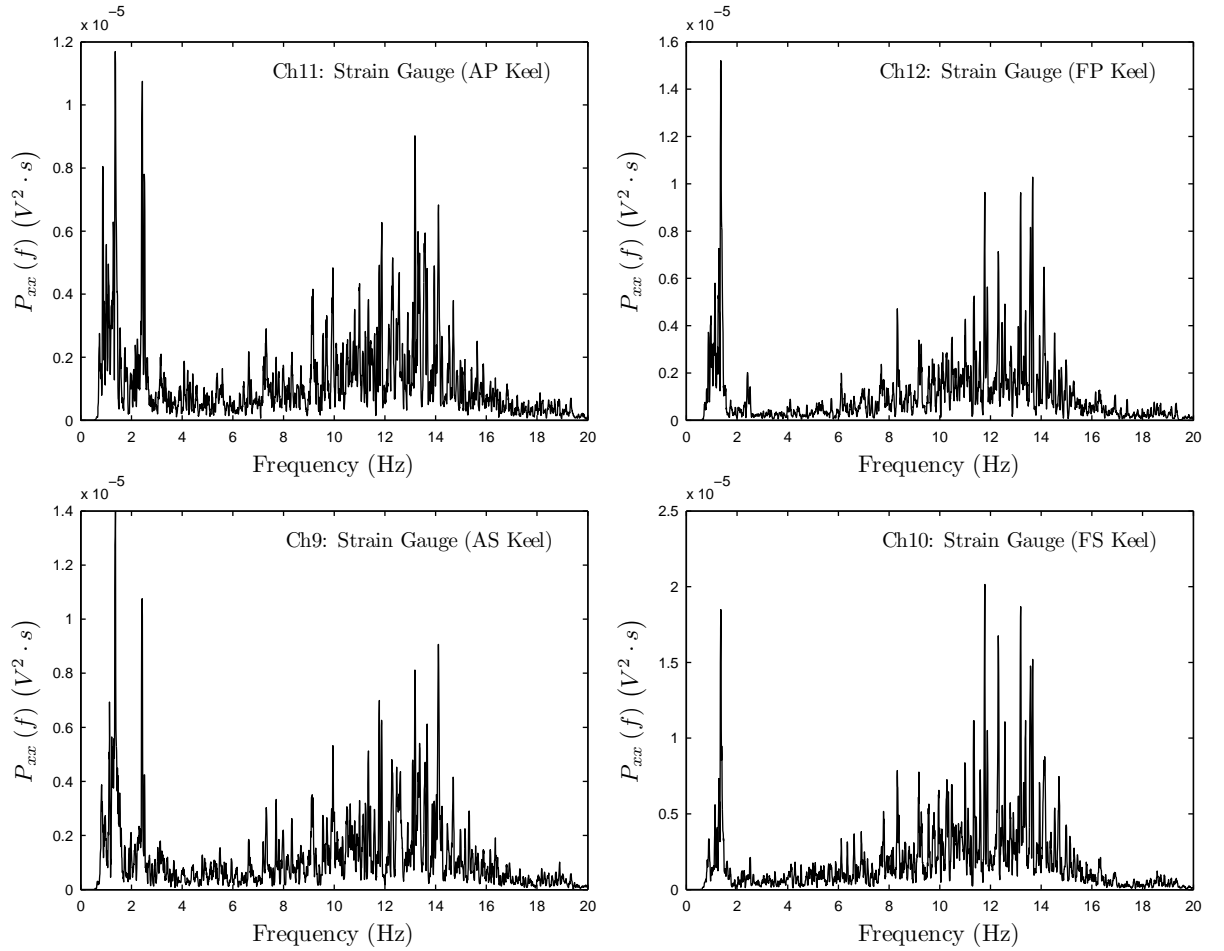 x 10⁻⁵
1.2
1
0.8
0.6
0.4
0.2
0
0 2 4 6 8 10 12 14 16 18 20
Ch11: Strain Gauge (AP Keel)
P_xx (f) (V² · s)
Frequency (Hz)
x 10⁻⁵
1.6
1.4
1.2
1
0.8
0.6
0.4
0.2
0
0 2 4 6 8 10 12 14 16 18 20
Ch12: Strain Gauge (FP Keel)
P_xx (f) (V² · s)
Frequency (Hz)
x 10⁻⁵
1.4
1.2
1
0.8
0.6
0.4
0.2
0
0 2 4 6 8 10 12 14 16 18 20
Ch9: Strain Gauge (AS Keel)
P_xx (f) (V² · s)
Frequency (Hz)
x 10⁻⁵
2.5
2
1.5
1
0.5
0
0 2 4 6 8 10 12 14 16 18 20
Ch10: Strain Gauge (FS Keel)
P_xx (f) (V² · s)
Frequency (Hz)